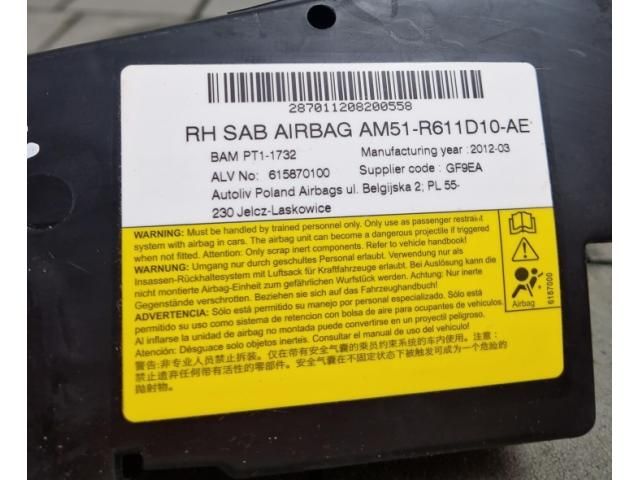 287011208200558
RH SAB AIRBAG AM51-R611D10-AE
BAM PT1-1732 Manufacturing year :2012-03
ALV No: 615870100 Supplier code : GF9EA
Autoliv Poland Airbags ul. Belgijska 2; PL 55-
230 Jelcz-Laskowice
WARNING: Must be handled by trained personnel only. Only use as passenger restraint
system with airbag in cars. The airbag unit can become a dangerous projectile if triggered
when not positioned. Attention: Only scrap inert components. Refer to vehicle handbook!
WARNUNG: Umgang nur durch geschultes Personal erlaubt. Verwendung nur als
Insassen-Rückhaltesystem mit Luftsack für Kraftfahrzeuge erlaubt. Bei Auslösung im
nicht montierte Airbag-Einheit zum gefährlichen Wurfstück werden. Achtung: Nur inerte
Gegenstände verschrotten. Siehe auch das Fahrzeughandbuch!
ADVERTENCIA: Sólo está permitido su manejo por personal especializado. Sólo está
permitido su uso como sistema de retencion con bolsa de aire para ocupantes de vehículos.
Al inflarse la unidad de airbag no montada puede convertirse en un proyectil peligroso.
Atención: Désguace solo objetos inertes. Consultar el manual de uso del vehículo!
警告:非专业人员禁止拆装。仅在带有安全气囊的乘员约束系统的车内使用。
禁止遗弃任何带有活性的零部件。安全气囊在不固定状态下被触发可成为一个危险的
抛射物。
Airbag
6187000